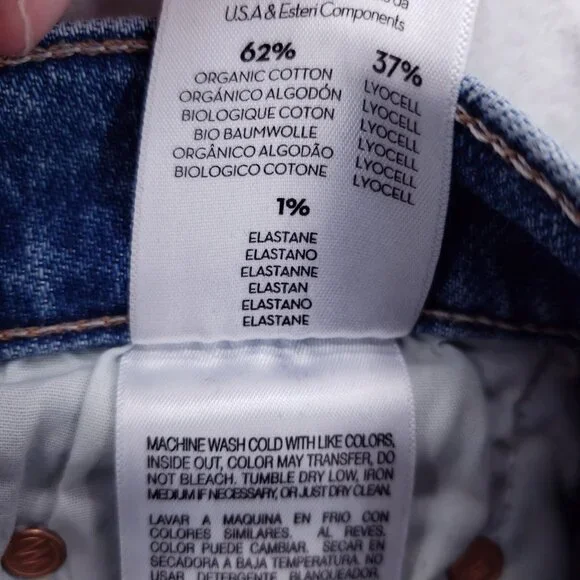 U.S.A & Esteri Components
62%
ORGANIC COTTON
ORGÁNICO ALGODÓN
BIOLOGIQUE COTON
BIO BAUMWOLLE
ORGÂNICO ALGODÃO
BIOLOGICO COTONE
37%
LYOCELL
LYOCELL
LYOCELL
LYOCELL
LYOCELL
LYOCELL
1%
ELASTANE
ELASTANO
ELASTANNE
ELASTAN
ELASTANO
ELASTANE
MACHINE WASH COLD WITH LIKE COLORS,
INSIDE OUT, COLOR MAY TRANSFER, DO
NOT BLEACH. TUMBLE DRY LOW, IRON
MEDIUM IF NECESSARY, OR JUST DRY CLEAN.
LAVAR A MAQUINA EN FRIO CON
COLORES SIMILARES. AL REVES.
COLOR PUEDE CAMBIAR. SECAR EN
SECADORA A BAJA TEMPERATURA. NO
USAR DETERGENTE BLANQUEADOR.